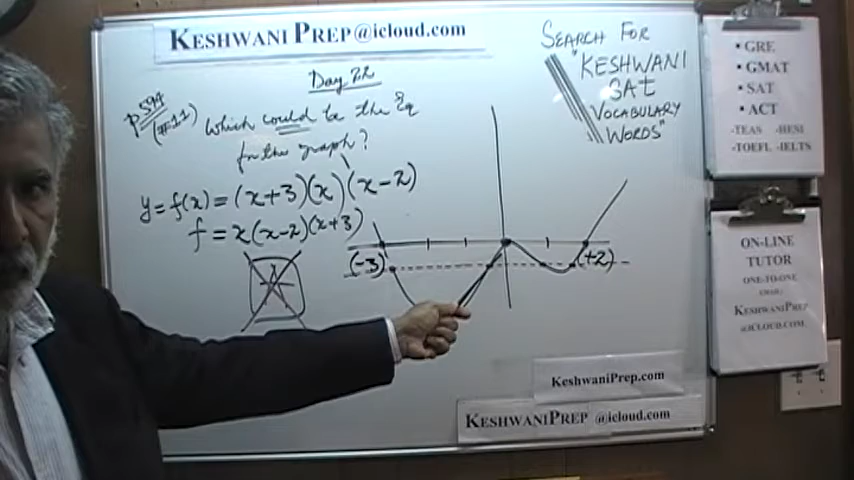 KESHWANI PREP@icloud.com
Day 22
p594
(#11)
Which could be the Eq
for the graph?
y=f(x) = (x+3)(x)(x-2)
f = x(x-2)(x+3)
(-3)
(+2)
SEARCH FOR
"KESHWANI
SAT
VOCABULARY
WORDS"
• GRE
• GMAT
• SAT
• ACT
-TEAS -HESI
-TOEFL -IELTS
ON-LINE
TUTOR
ONE-TO-ONE
KESHWANIPREP
@ICLOUD.COM
KESHWANIPREP.COM
KESHWANIPREP @icloud.com